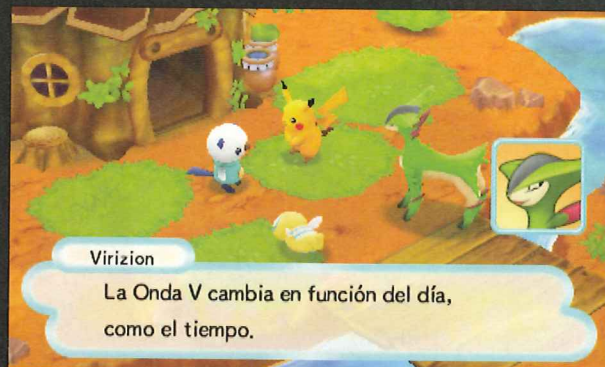 Virizion
La Onda V cambia en función del día,
como el tiempo.